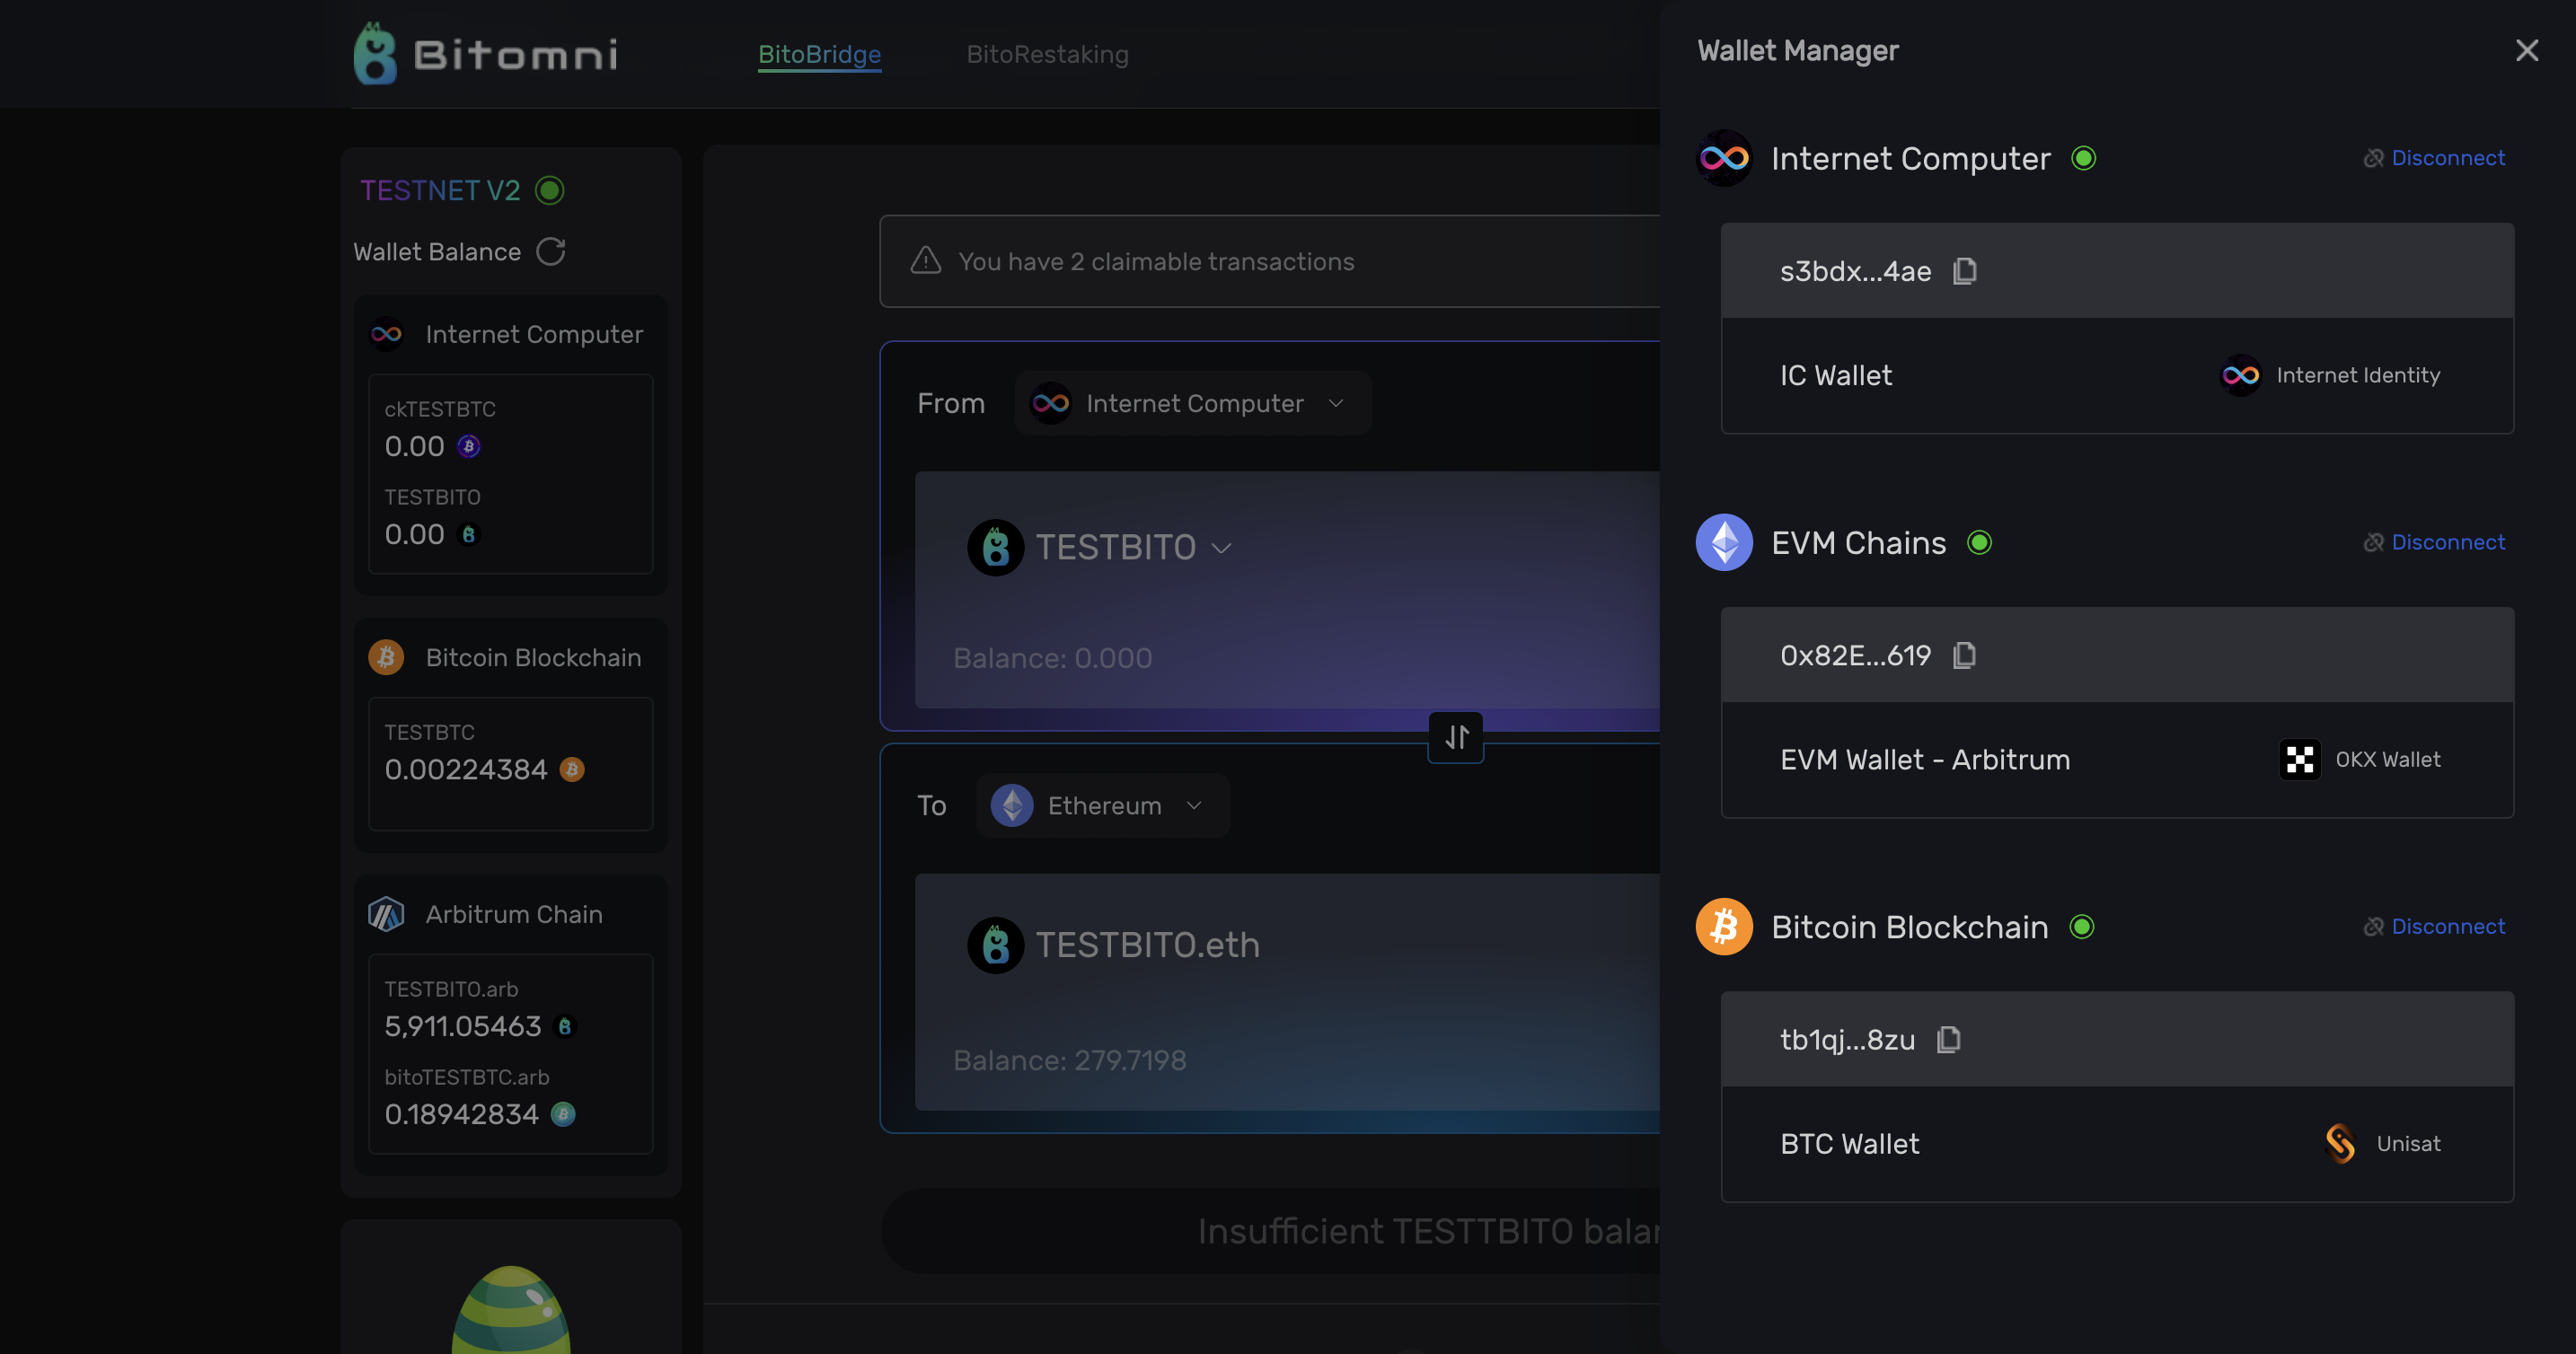 Bitomni
BitoBridge
BitoRestaking
TESTNET V2
Wallet Balance
Internet Computer
ckTESTBTC
0.00
TESTBITO
0.00
Bitcoin Blockchain
TESTBTC
0.00224384
Arbitrum Chain
TESTBITO.arb
5,911.05463
bitoTESTBTC.arb
0.18942834
You have 2 claimable transactions
From
Internet Computer
TESTBITO
Balance: 0.000
To
Ethereum
TESTBITO.eth
Balance: 279.7198
Insufficient TESTTBITO
Wallet Manager
Internet Computer
Disconnect
s3bdx...4ae
IC Wallet
Internet Identity
EVM Chains
Disconnect
0x82E...619
EVM Wallet - Arbitrum
OKX Wallet
Bitcoin Blockchain
Disconnect
tb1qj...8zu
BTC Wallet
Unisat